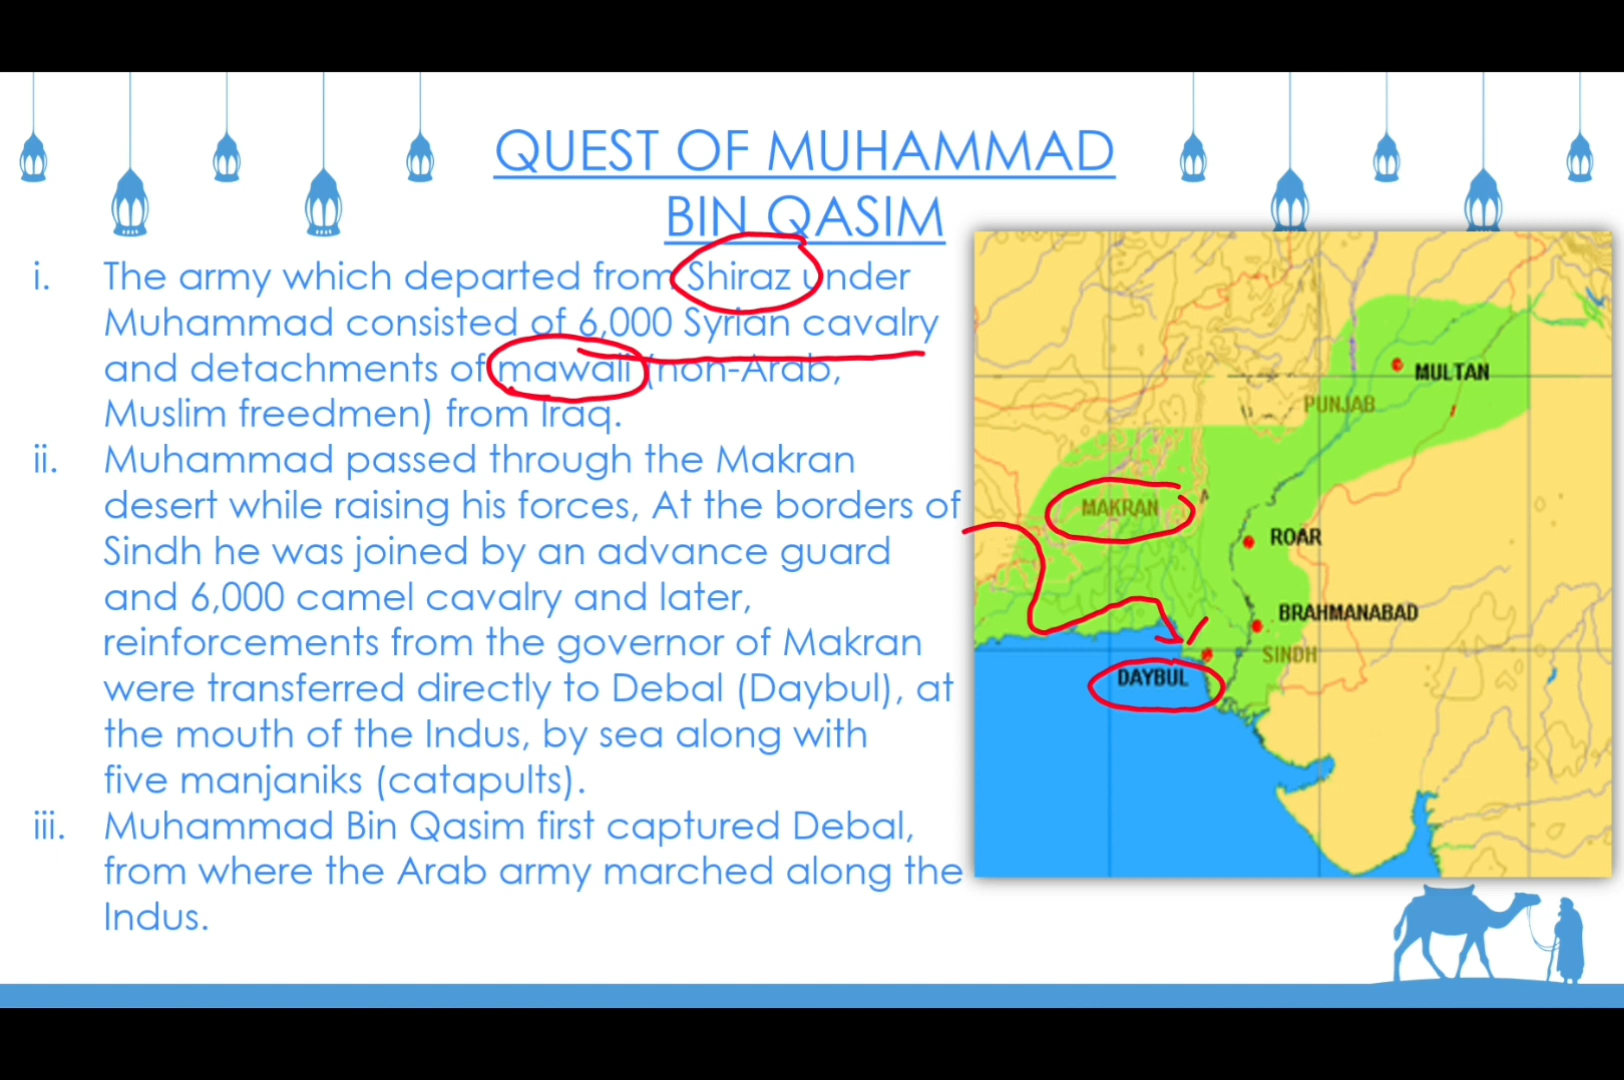 QUEST OF MUHAMMAD
BIN QASIM
i. The army which departed from Shiraz under
Muhammad consisted of 6,000 Syrian cavalry
and detachments of mawali (non-Arab,
Muslim freedmen) from Iraq.
ii. Muhammad passed through the Makran
desert while raising his forces, At the borders of
Sindh he was joined by an advance guard
and 6,000 camel cavalry and later,
reinforcements from the governor of Makran
were transferred directly to Debal (Daybul), at
the mouth of the Indus, by sea along with
five manjaniks (catapults).
iii. Muhammad Bin Qasim first captured Debal,
from where the Arab army marched along the
Indus.
MULTAN
PUNJAB
MAKRAN
ROAR
BRAHMANABAD
SINDH
DAYBUL